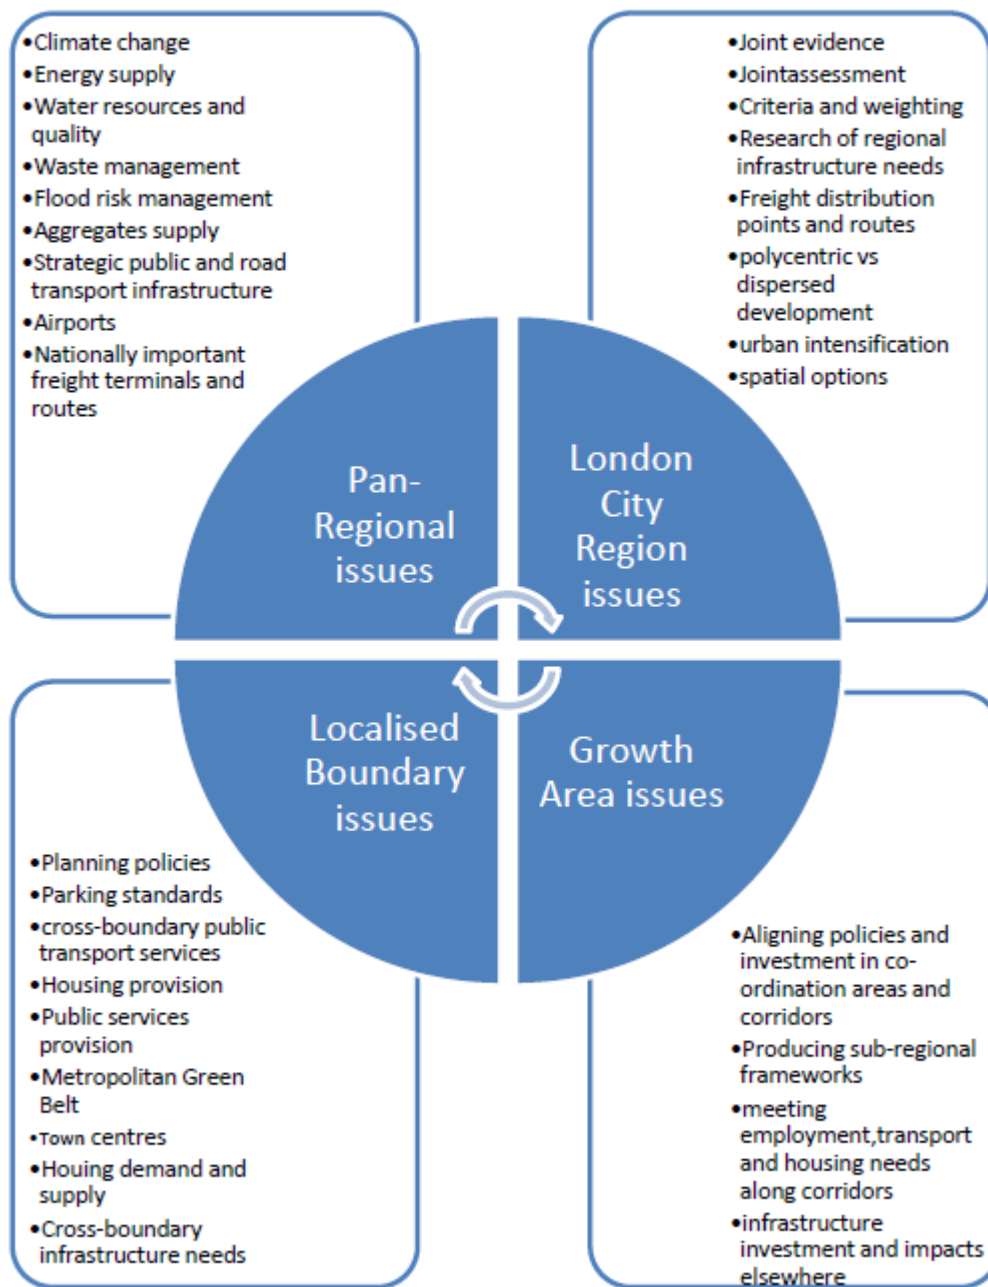 •Climate change
•Energy supply
•Water resources and
quality
•Waste management
•Flood risk management
•Aggregates supply
•Strategic public and road
transport infrastructure
•Airports
•Nationally important
freight terminals and
routes
•Joint evidence
•Jointassessment
•Criteria and weighting
•Research of regional
infrastructure needs
•Freight distribution
points and routes
•polycentric vs
dispersed
development
•urban intensification
•spatial options
Pan-
Regional
issues
London
City
Region
issues
Localised
Boundary
issues
Growth
Area issues
•Planning policies
•Parking standards
•cross-boundary public
transport services
•Housing provision
•Public services
provision
•Metropolitan Green
Belt
•Town centres
•Houing demand and
supply
•Cross-boundary
infrastructure needs
•Aligning policies and
investment in co-
ordination areas and
corridors
•Producing sub-regional
frameworks
•meeting
employment,transport
and housing needs
along corridors
•infrastructure
investment and impacts
elsewhere